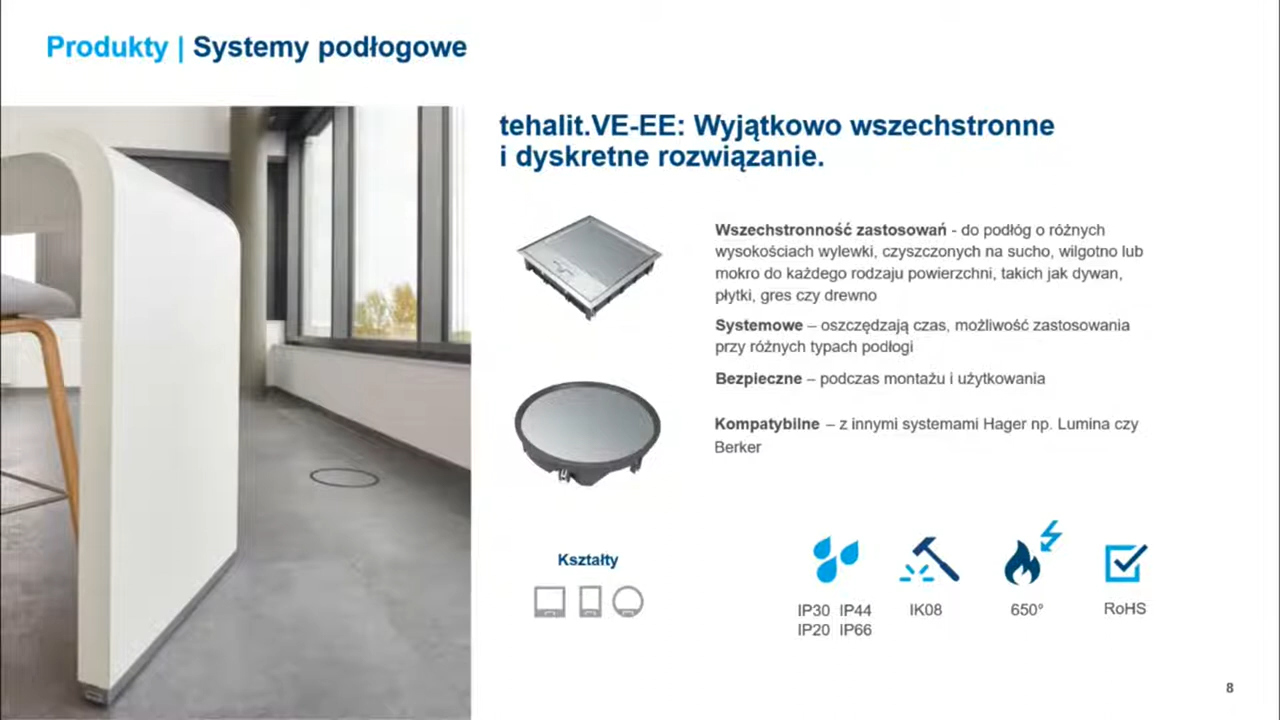 Produkty | Systemy podłogowe
tehalit.VE-EE: Wyjątkowo wszechstronne
i dyskretne rozwiązanie.
Wszechstronność zastosowań - do podłóg o różnych
wysokościach wylewki, czyszczonych na sucho, wilgotno lub
mokro do każdego rodzaju powierzchni, takich jak dywan,
płytki, gres czy drewno
Systemowe – oszczędzają czas, możliwość zastosowania
przy różnych typach podłogi
Bezpieczne – podczas montażu i użytkowania
Kompatybilne – z innymi systemami Hager np. Lumina czy
Berker
Kształty
IP30 IP44
IP20 IP66
IK08
650°
RoHS
8